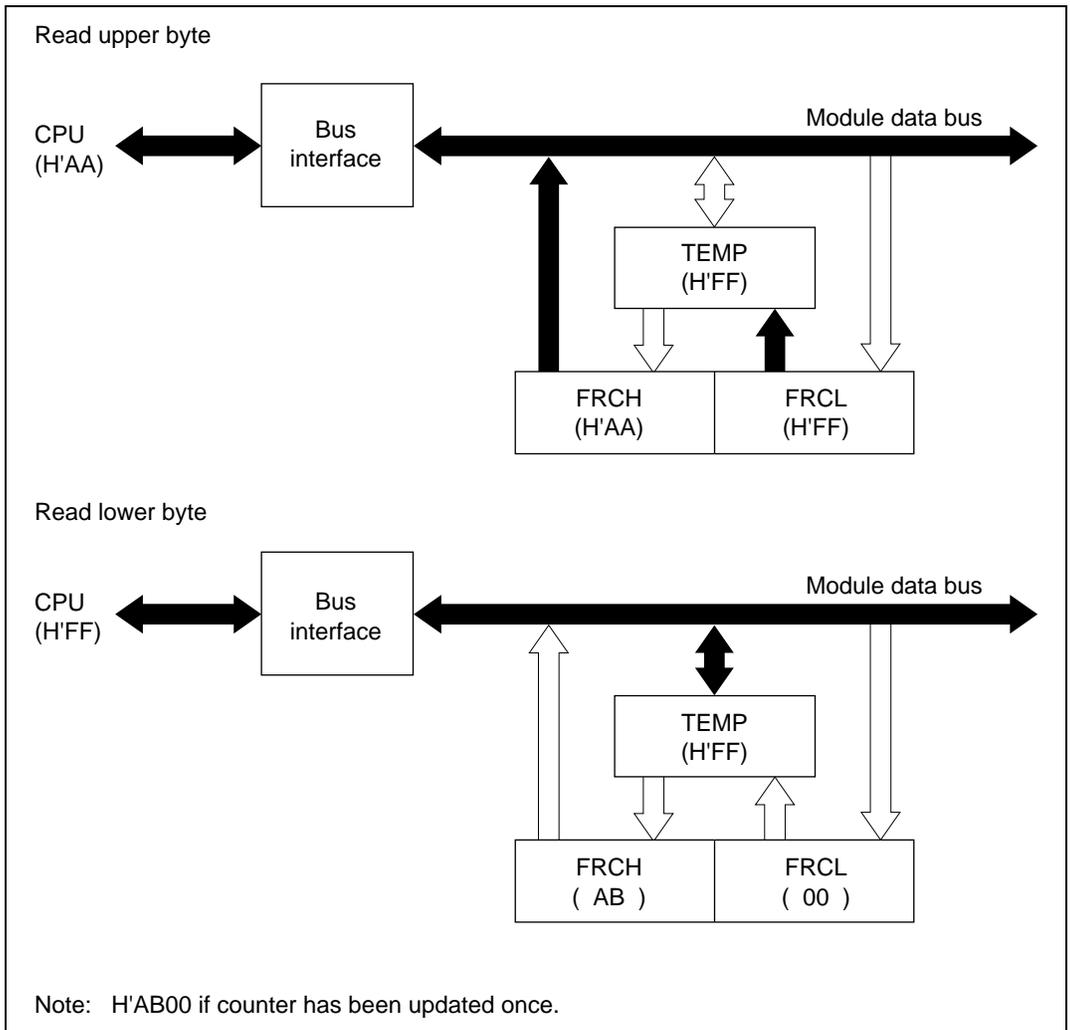 Read upper byte
CPU
(H'AA)
Bus
interface
Module data bus
TEMP
(H'FF)
FRCH
(H'AA)
FRCL
(H'FF)
Read lower byte
CPU
(H'FF)
Bus
interface
Module data bus
TEMP
(H'FF)
FRCH
( AB )
FRCL
( 00 )
Note: H'AB00 if counter has been updated once.